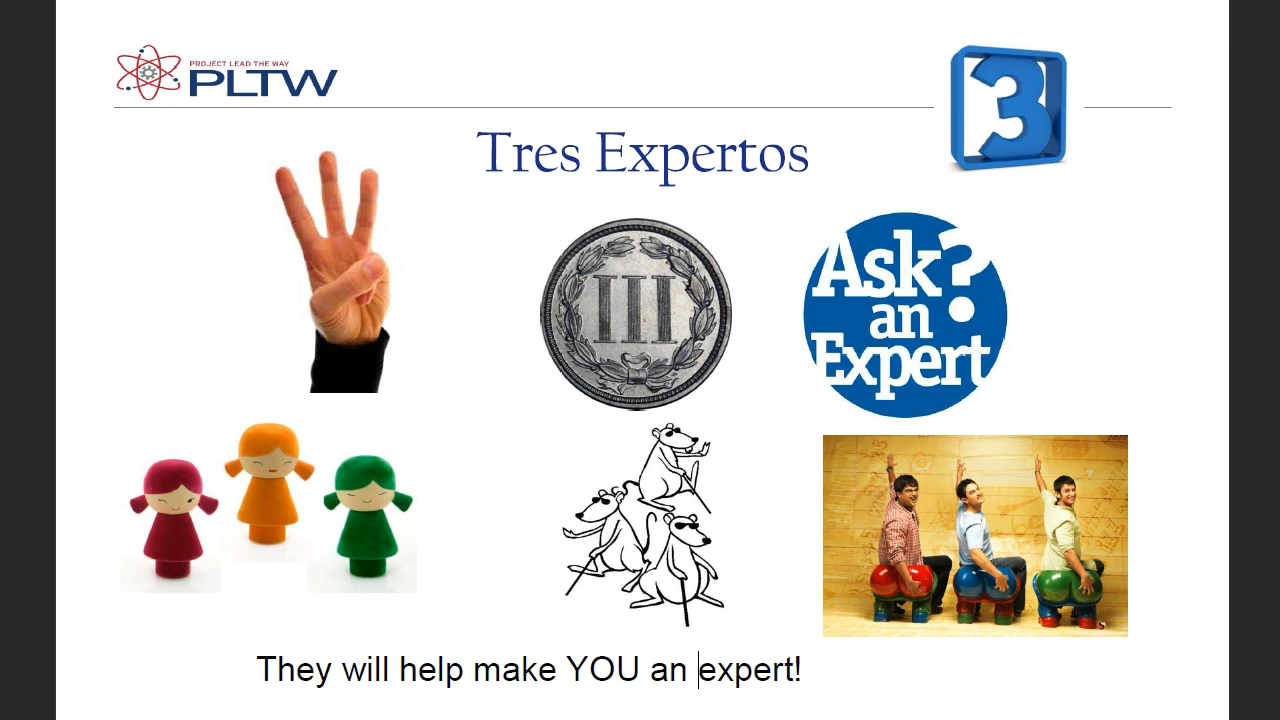 PROJECT LEAD THE WAY
PLTW
3
Tres Expertos
III
Ask
an
Expert?
They will help make YOU an expert!